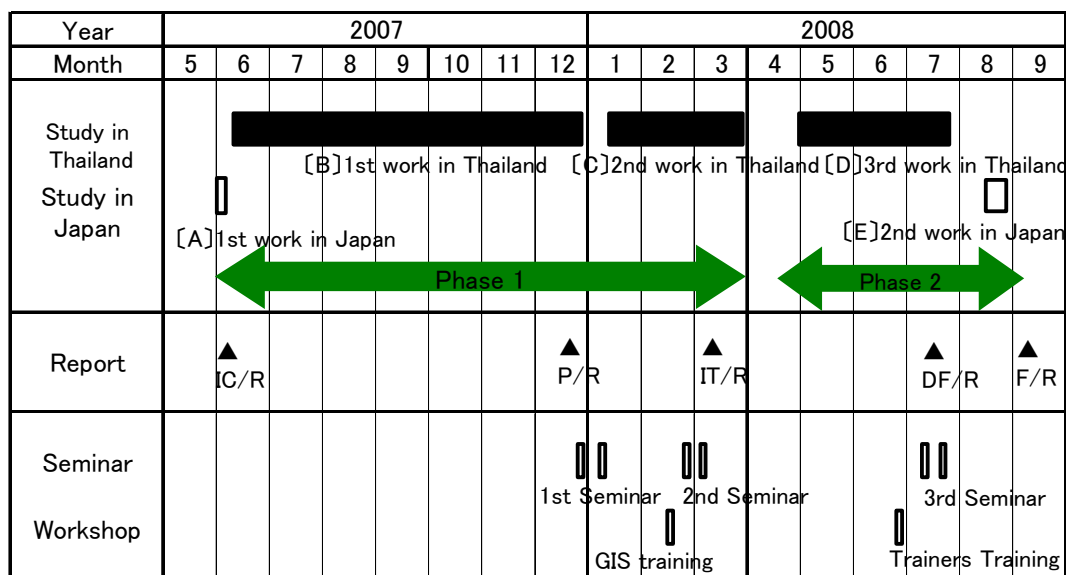 Year 2007 2008
Month 5 6 7 8 9 10 11 12 1 2 3 4 5 6 7 8 9
Study in
Thailand
〔B〕1st work in Thailand 〔C〕2nd work in Thailand 〔D〕3rd work in Thailand
Study in
Japan
〔A〕1st work in Japan 〔E〕2nd work in Japan
Phase 1 Phase 2
Report
IC/R P/R IT/R DF/R F/R
Seminar
1st Seminar 2nd Seminar 3rd Seminar
Workshop
GIS training Trainers Training